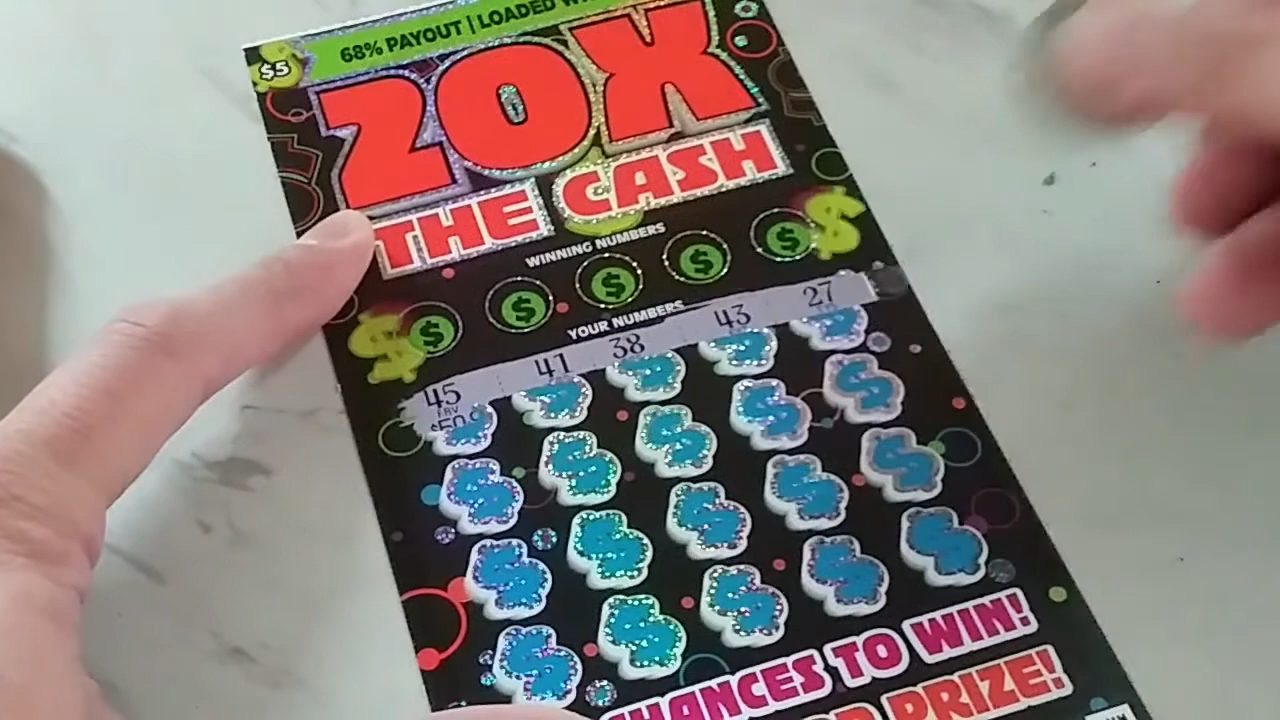 68% PAYOUT | LOADED
$5
20X
THE CASH
WINNING NUMBERS
$ $ $ $ $
YOUR NUMBERS
45 41 38 43 27
FRV
CHANCES TO WIN!
PRIZE!